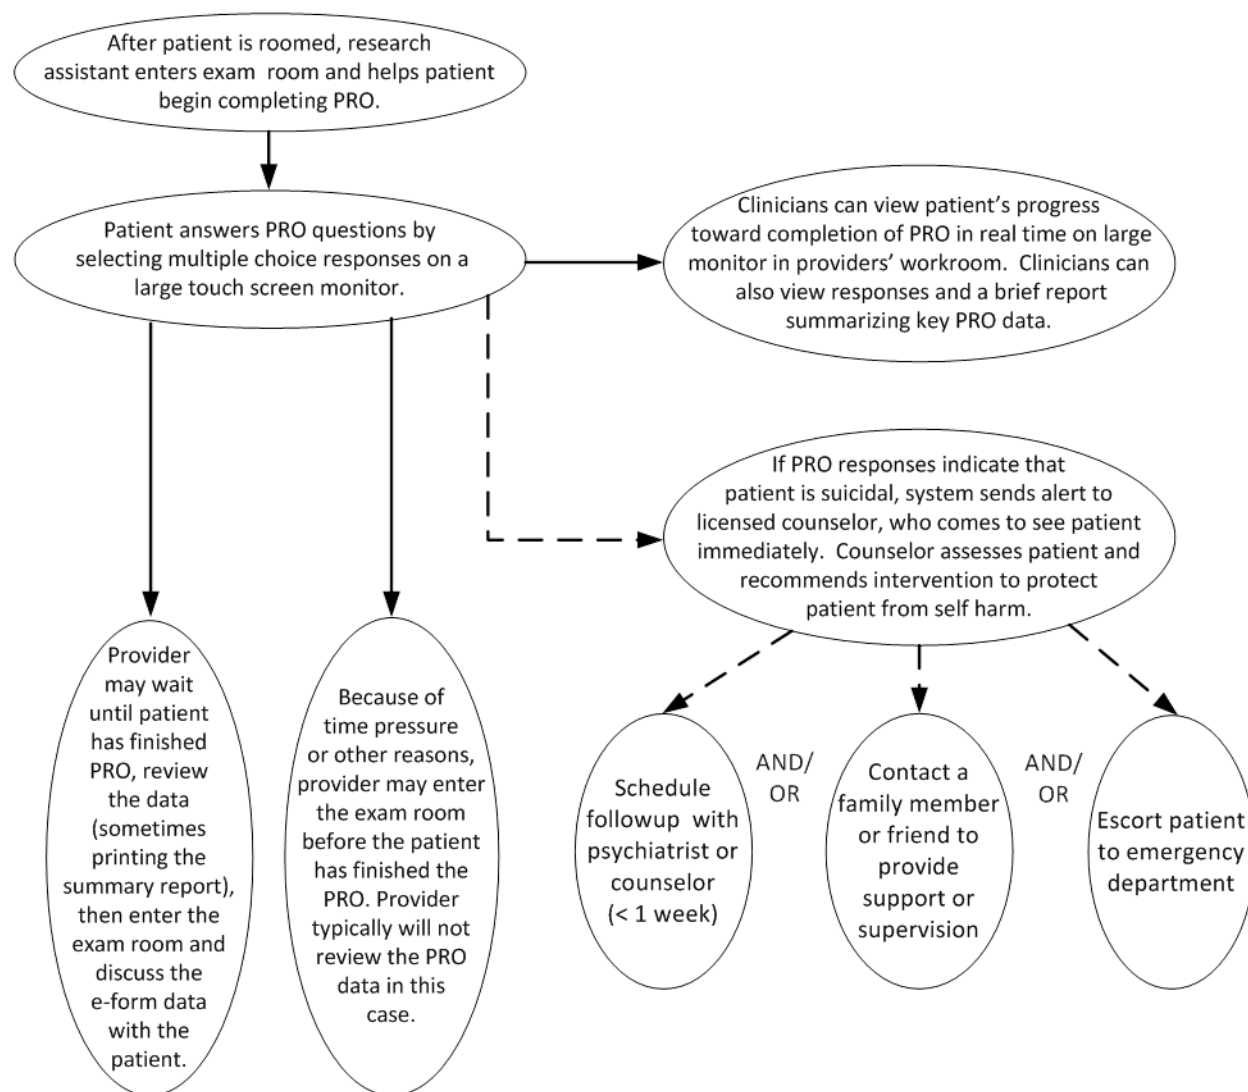 After patient is roomed, research
assistant enters exam room and helps patient
begin completing PRO.
Patient answers PRO questions by
selecting multiple choice responses on a
large touch screen monitor.
Clinicians can view patient’s progress
toward completion of PRO in real time on large
monitor in providers’ workroom. Clinicians can
also view responses and a brief report
summarizing key PRO data.
If PRO responses indicate that
patient is suicidal, system sends alert to
licensed counselor, who comes to see patient
immediately. Counselor assesses patient and
recommends intervention to protect
patient from self harm.
Provider
may wait
until patient
has finished
PRO, review
the data
(sometimes
printing the
summary report),
then enter the
exam room and
discuss the
e-form data
with the
patient.
Because of
time pressure
or other reasons,
provider may enter
the exam room
before the patient
has finished the
PRO. Provider
typically will not
review the PRO
data in this
case.
Schedule
followup with
psychiatrist or
counselor
(< 1 week)
AND/
OR
Contact a
family member
or friend to
provide
support or
supervision
AND/
OR
Escort patient
to emergency
department